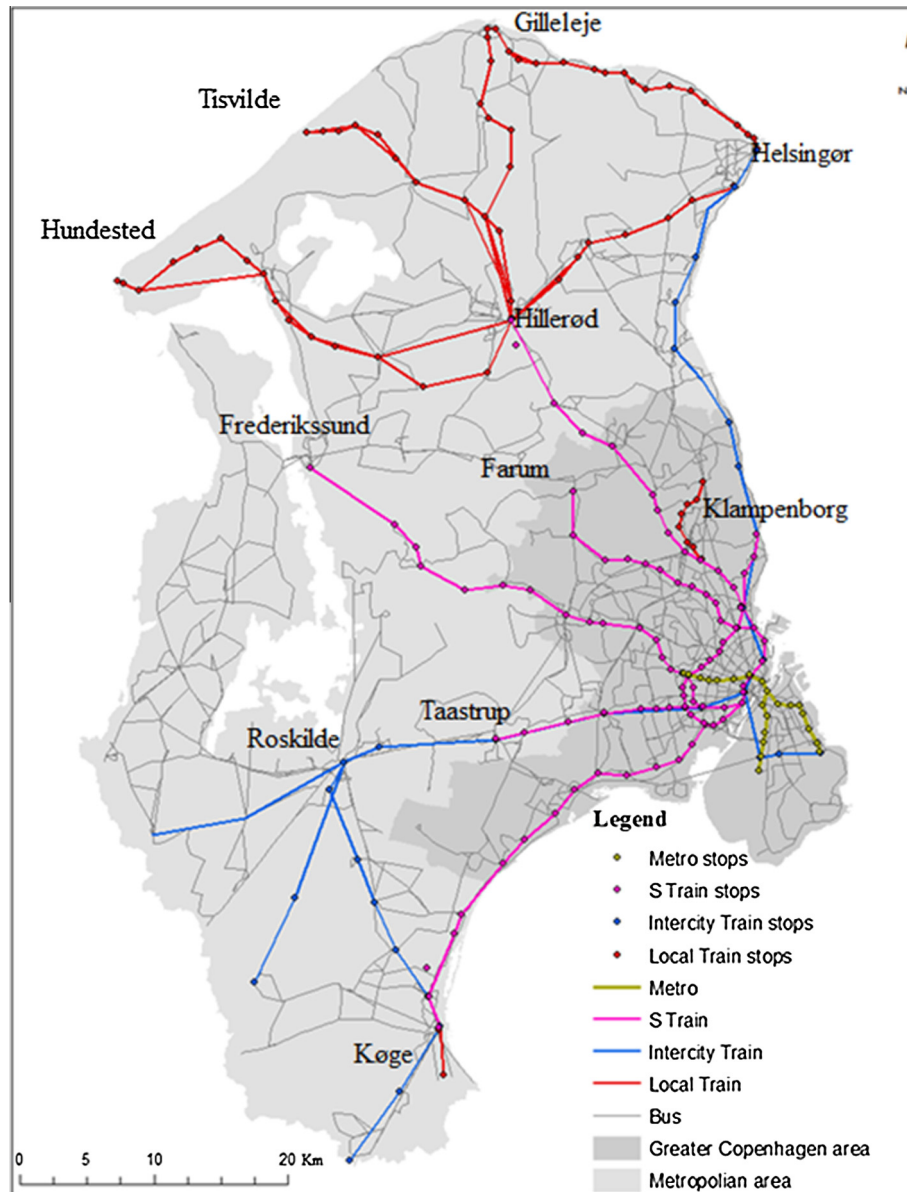 Gilleleje
Tisvilde
N
Helsingør
Hundested
Hillerød
Frederikssund
Farum
Klampenborg
Taastrup
Roskilde
Køge
Legend
Metro stops
S Train stops
Intercity Train stops
Local Train stops
Metro
S Train
Intercity Train
Local Train
Bus
Greater Copenhagen area
Metropolian area
0 5 10 20 Km